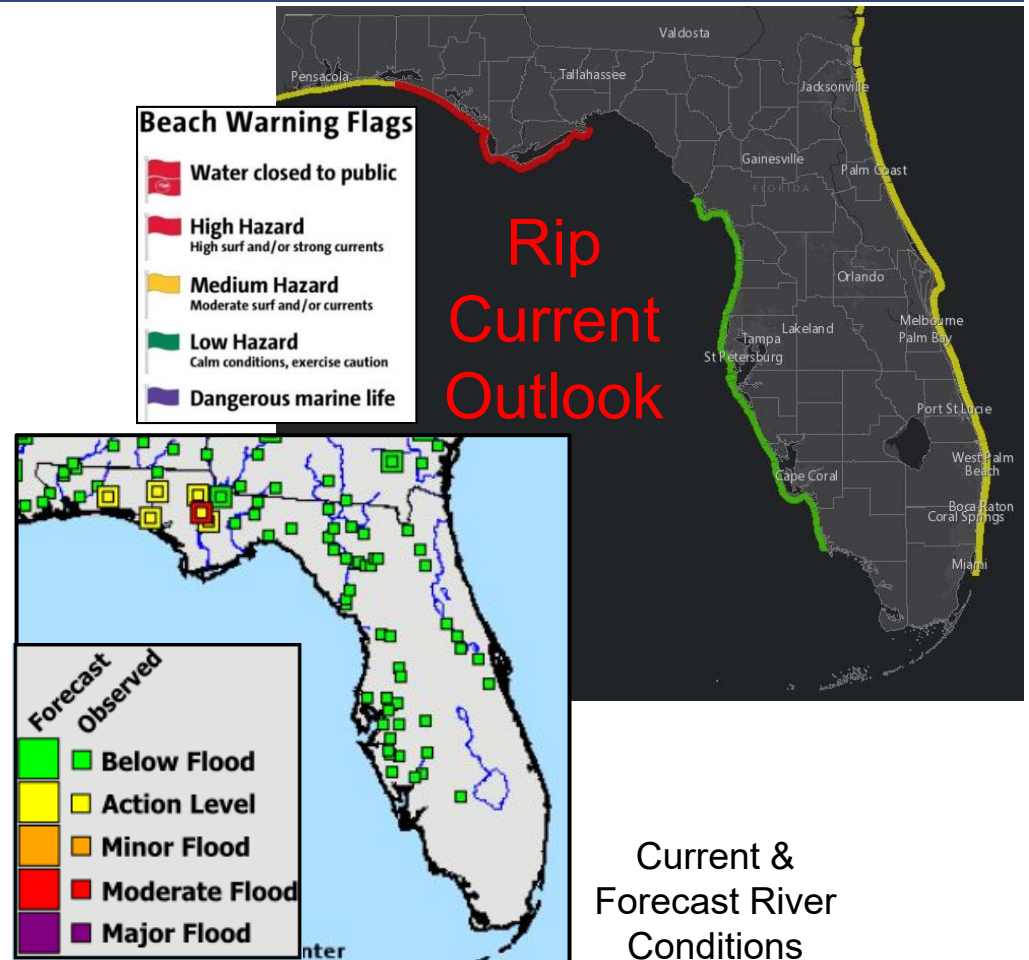 Valdosta
Pensacola
Tallahassee
Jacksonville
Gainesville
Palm Coast
FLORIDA
Orlando
Melbourne
Palm Bay
Lakeland
Tampa
St Petersburg
Port St Lucie
West Palm
Beach
Cape Coral
Boca Raton
Coral Springs
Miami
Beach Warning Flags
Water closed to public
High Hazard
High surf and/or strong currents
Medium Hazard
Moderate surf and/or currents
Low Hazard
Calm conditions, exercise caution
Dangerous marine life
Rip
Current
Outlook
Forecast
Observed
Below Flood
Action Level
Minor Flood
Moderate Flood
Major Flood
nter
Current &
Forecast River
Conditions